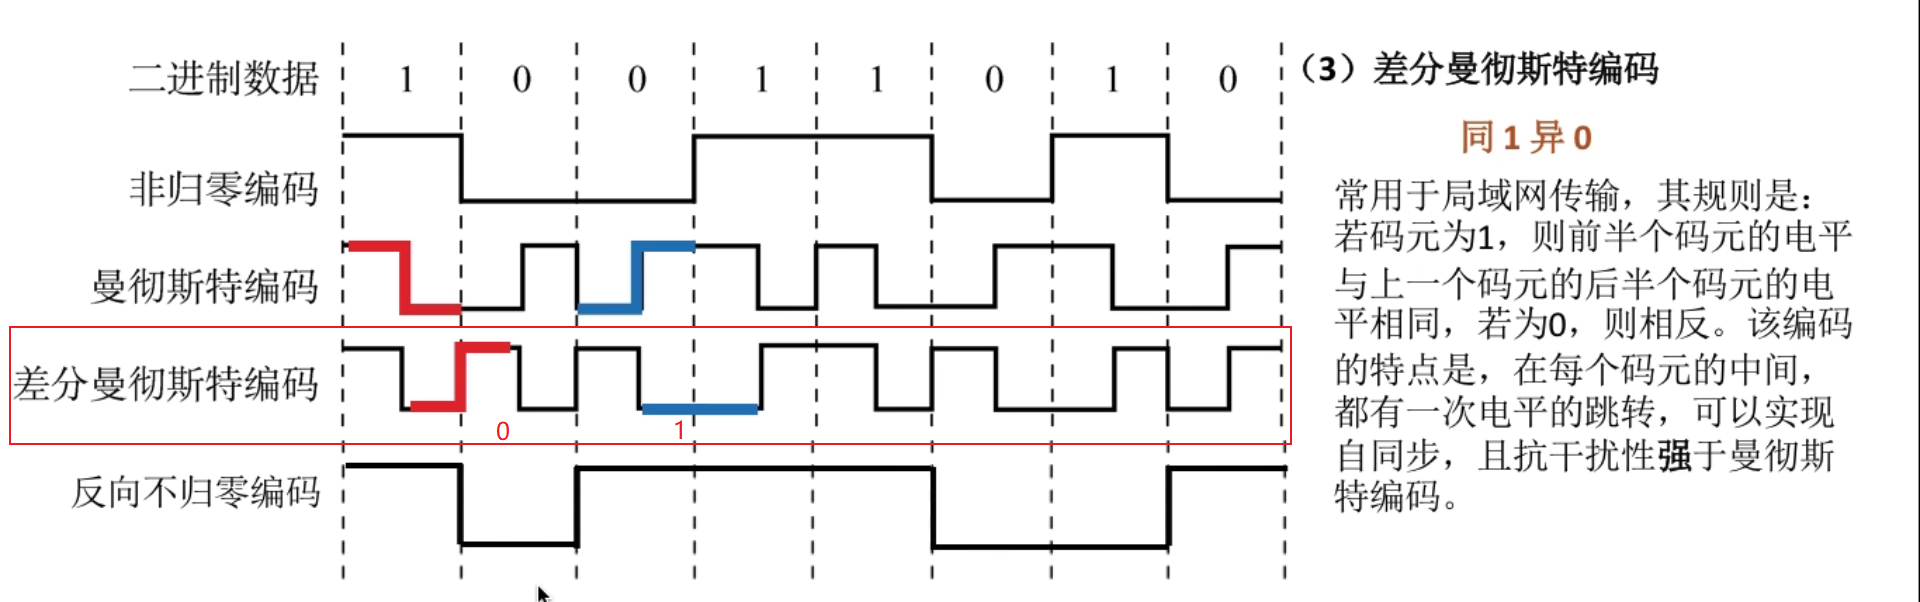 二进制数据 1 0 0 1 1 0 1 0
非归零编码
曼彻斯特编码
差分曼彻斯特编码
0 1
反向不归零编码
（3）差分曼彻斯特编码
同 1 异 0
常用于局域网传输，其规则是：
若码元为1，则前半个码元的电平
与上一个码元的后半个码元的电
平相同，若为0，则相反。该编码
的特点是，在每个码元的中间，
都有一次电平的跳转，可以实现
自同步，且抗干扰性强于曼彻斯
特编码。